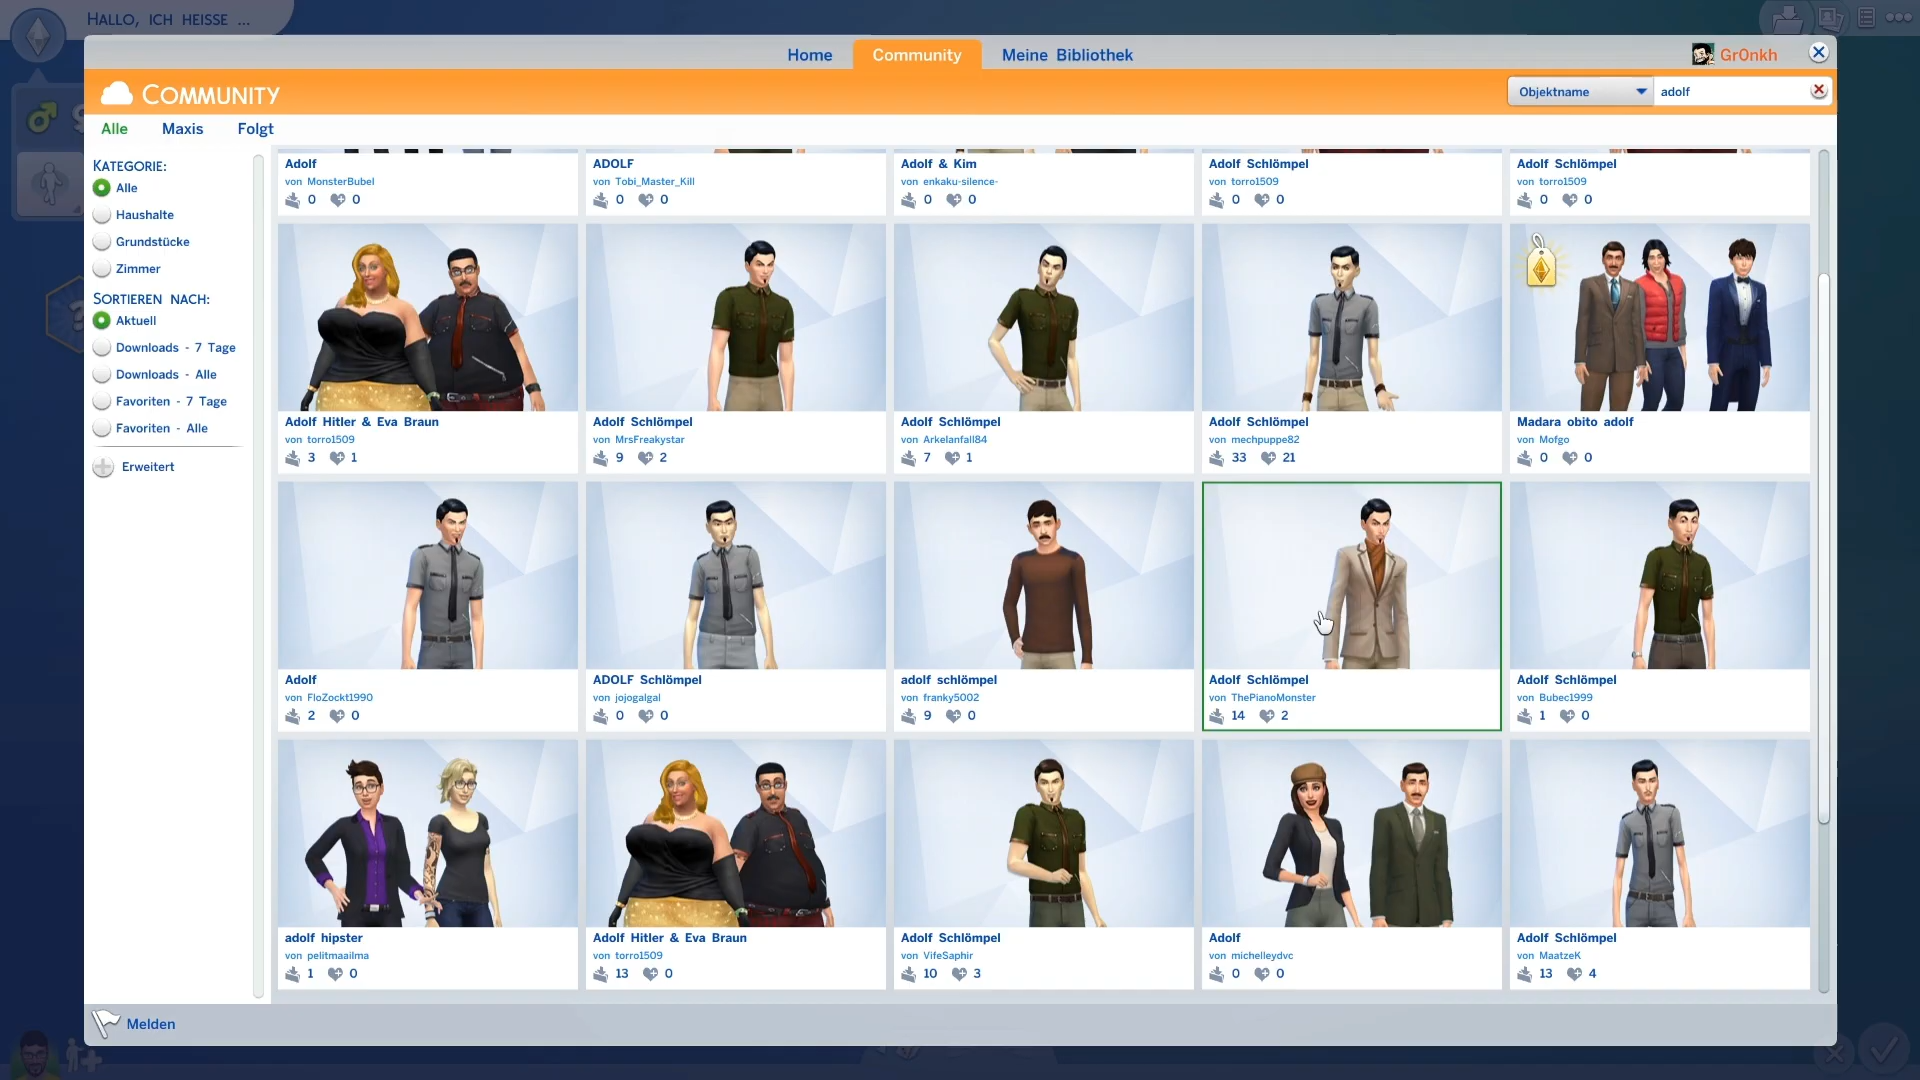 HALLO, ICH HEISSE ...
Home
Community
Meine Bibliothek
Gr0nkh
COMMUNITY
Objektname
adolf
Alle
Maxis
Folgt
KATEGORIE:
Alle
Haushalte
Grundstücke
Zimmer
SORTIEREN NACH:
Aktuell
Downloads - 7 Tage
Downloads - Alle
Favoriten - 7 Tage
Favoriten - Alle
Erweitert
Adolf
von MonsterBubel
0 0
ADOLF
von Tobi_Master_Kill
0 0
Adolf & Kim
von enkaku-silence-
0 0
Adolf Schlömpel
von torro1509
0 0
Adolf Schlömpel
von torro1509
0 0
Adolf Hitler & Eva Braun
von torro1509
3 1
Adolf Schlömpel
von MrsFreakystar
9 2
Adolf Schlömpel
von Arkelanfall84
7 1
Adolf Schlömpel
von mechpuppe82
33 21
Madara obito adolf
von Mofgo
0 0
Adolf
von FloZockt1990
2 0
ADOLF Schlömpel
von jojogalgal
0 0
adolf schlömpel
von franky5002
9 0
Adolf Schlömpel
von ThePianoMonster
14 2
Adolf Schlömpel
von Bubec1999
1 0
adolf hipster
von pelitmaailma
1 0
Adolf Hitler & Eva Braun
von torro1509
13 0
Adolf Schlömpel
von VifeSaphir
10 3
Adolf
von michelleydvc
0 0
Adolf Schlömpel
von MaatzeK
13 4
Melden